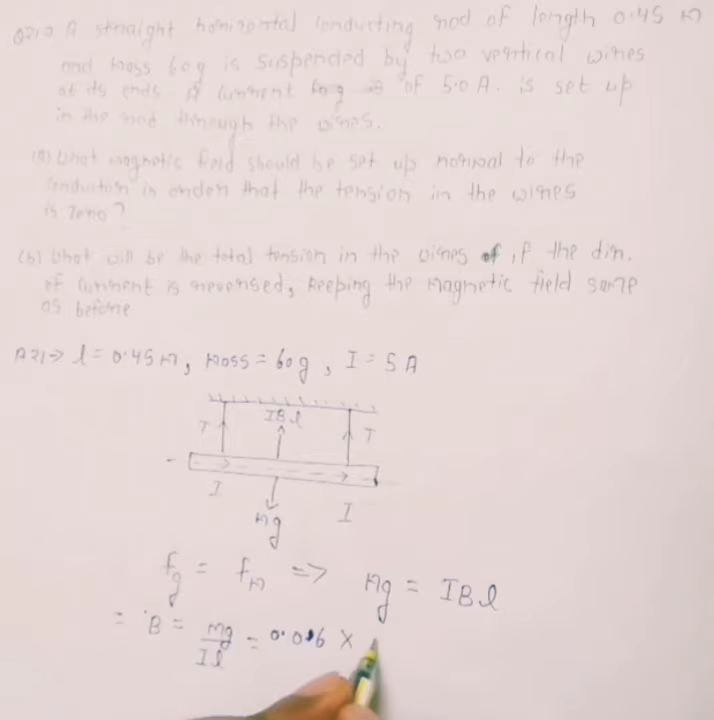 Q21→ A straight horizontal conducting rod of length 0.45 M
and Mass 60 g is suspended by two vertical wires
at its ends A current of 5.0 A. is set up
in the rod through the wires.
(a) What magnetic field should be set up normal to the
conductor in order that the tension in the wires
is zero?
(b) What will be the total tension in the wires if the dirn.
of current is reversed, keeping the Magnetic field same
as before
A21→ l = 0.45 M, Mass = 60g, I = 5 A
IBl
T T
I I
Mg
Fg = FM => Mg = IBl
= B = Mg/Il = 0.006 ×